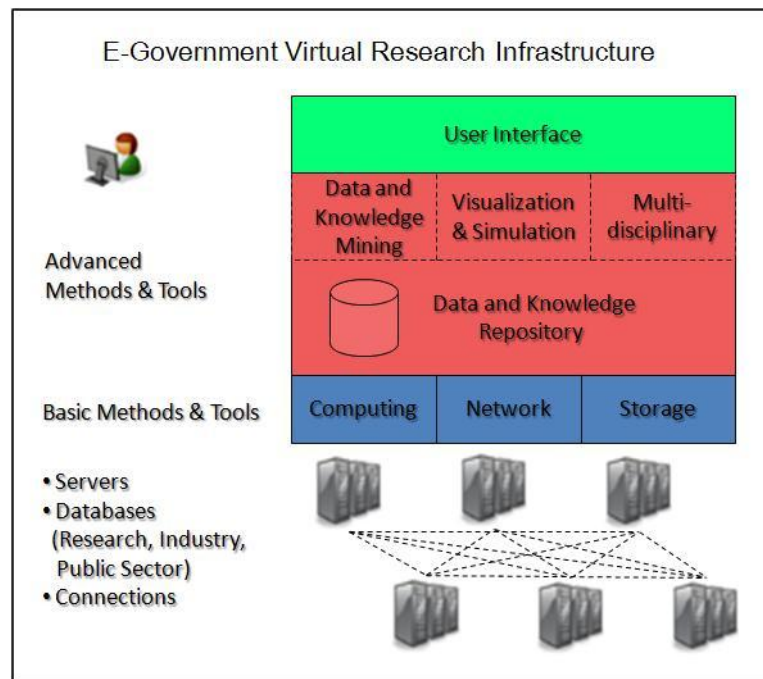 E-Government Virtual Research Infrastructure
User Interface
Data and
Knowledge
Mining
Visualization
& Simulation
Multi-
disciplinary
Advanced
Methods & Tools
Data and Knowledge
Repository
Basic Methods & Tools
Computing
Network
Storage
• Servers
• Databases
(Research, Industry,
Public Sector)
• Connections